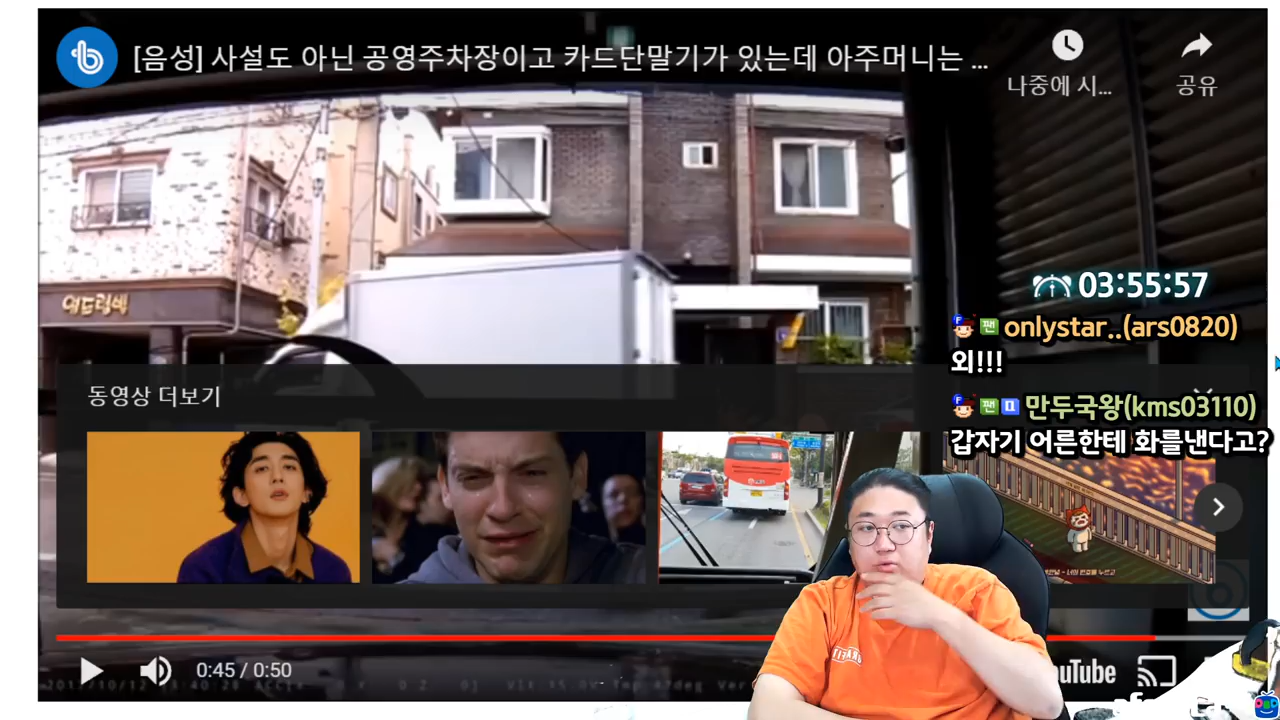 [음성] 사설도 아닌 공영주차장이고 카드단말기가 있는데 아주머니는 ...
나중에 시...
공유
03:55:57
onlystar..(ars0820)
외!!!
만두국왕(kms03110)
갑자기 어른한테 화를낸다고?
동영상 더보기
0:45 / 0:50